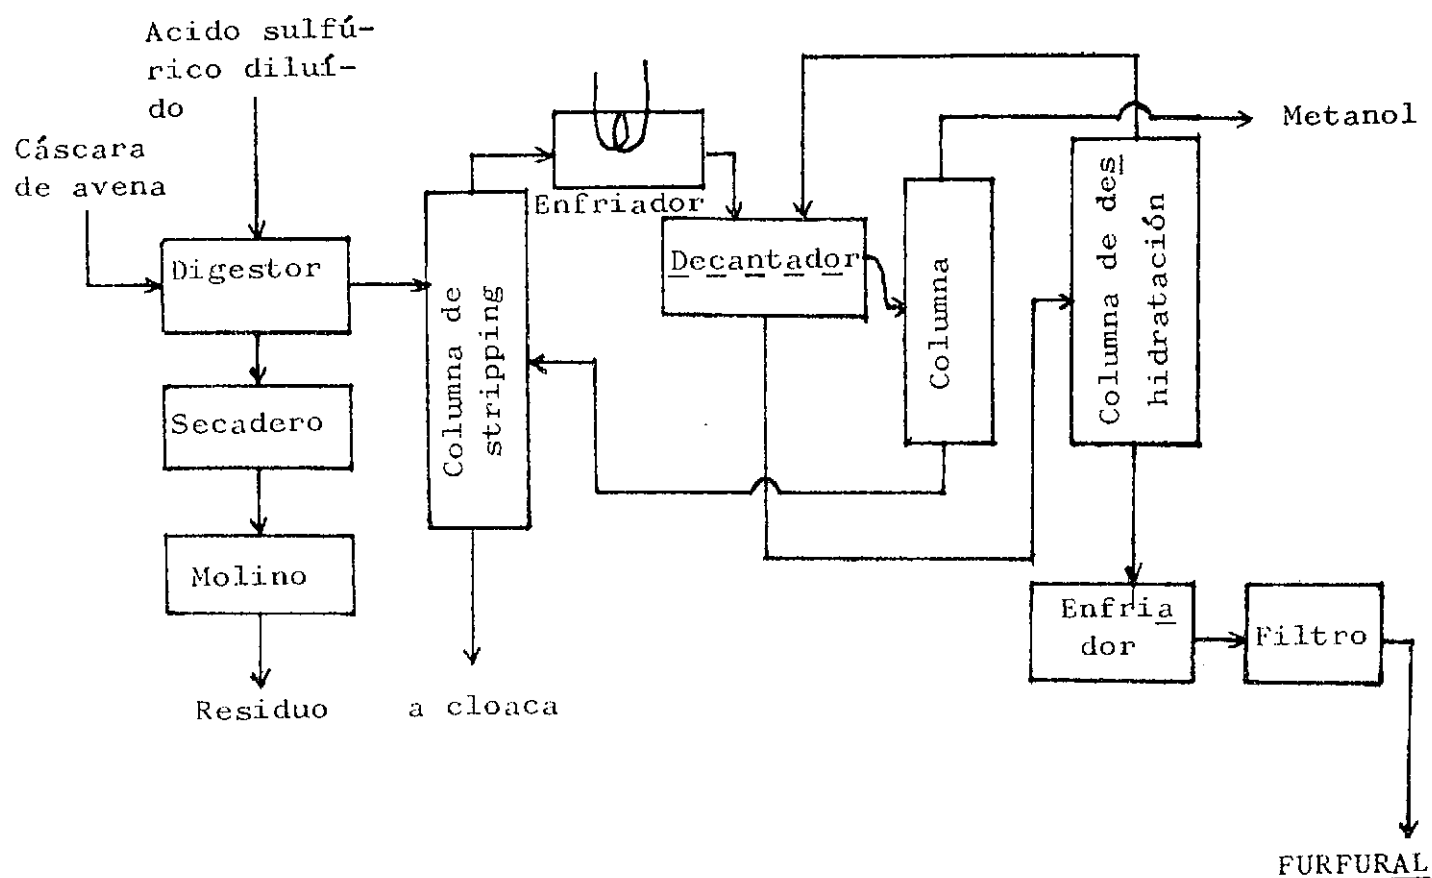 Acido sulfú-
rico diluí-
do
Cáscara
de avena
Digestor
Secadero
Molino
Residuo
Columna de
stripping
a cloaca
Enfriador
Decantador
Columna
Metanol
Columna de des
hidratación
Enfria
dor
Filtro
FURFURAL